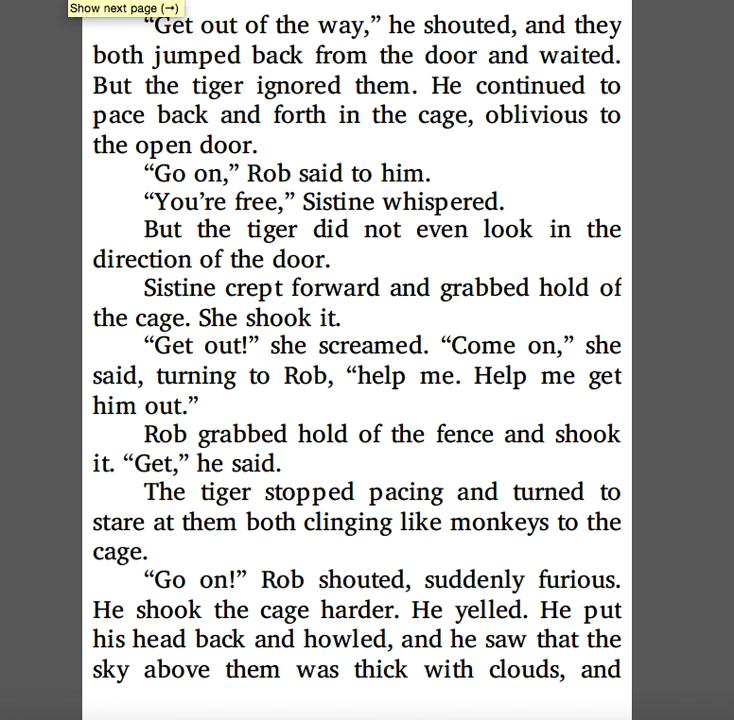 Show next page (→)
“Get out of the way,” he shouted, and they
both jumped back from the door and waited.
But the tiger ignored them. He continued to
pace back and forth in the cage, oblivious to
the open door.
“Go on,” Rob said to him.
“You’re free,” Sistine whispered.
But the tiger did not even look in the
direction of the door.
Sistine crept forward and grabbed hold of
the cage. She shook it.
“Get out!” she screamed. “Come on,” she
said, turning to Rob, “help me. Help me get
him out.”
Rob grabbed hold of the fence and shook
it. “Get,” he said.
The tiger stopped pacing and turned to
stare at them both clinging like monkeys to the
cage.
“Go on!” Rob shouted, suddenly furious.
He shook the cage harder. He yelled. He put
his head back and howled, and he saw that the
sky above them was thick with clouds, and